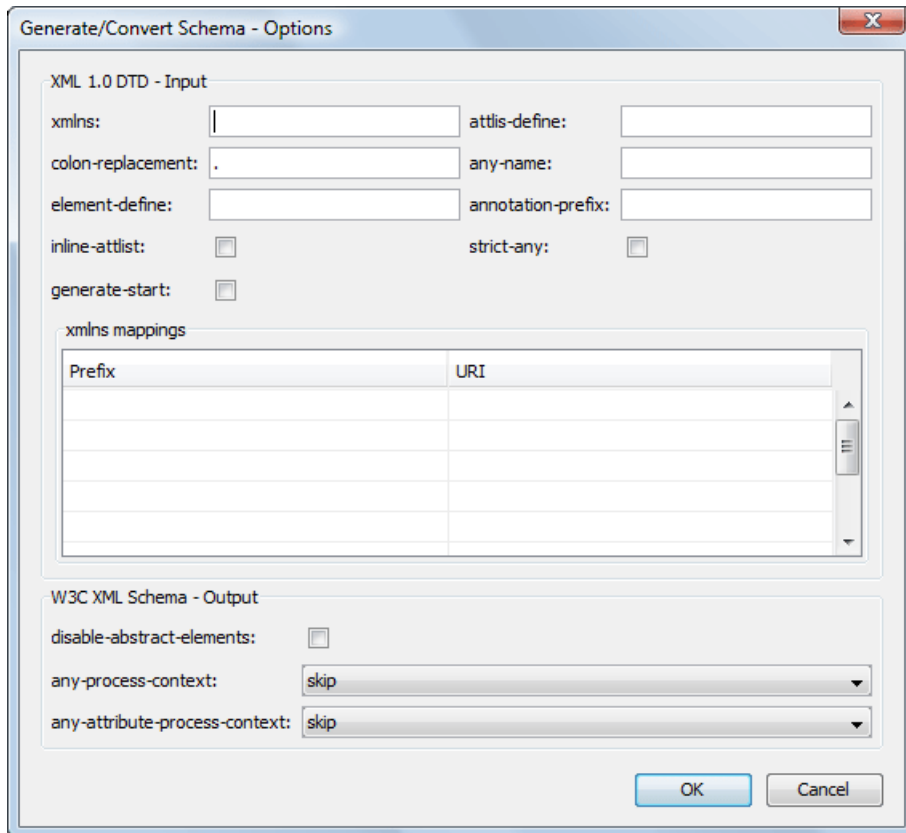 Generate/Convert Schema - Options
XML 1.0 DTD - Input
xmlns: attlis-define:
colon-replacement: . any-name:
element-define: annotation-prefix:
inline-attlist: strict-any:
generate-start:
xmlns mappings
Prefix URI
W3C XML Schema - Output
disable-abstract-elements:
any-process-context: skip
any-attribute-process-context: skip
OK Cancel